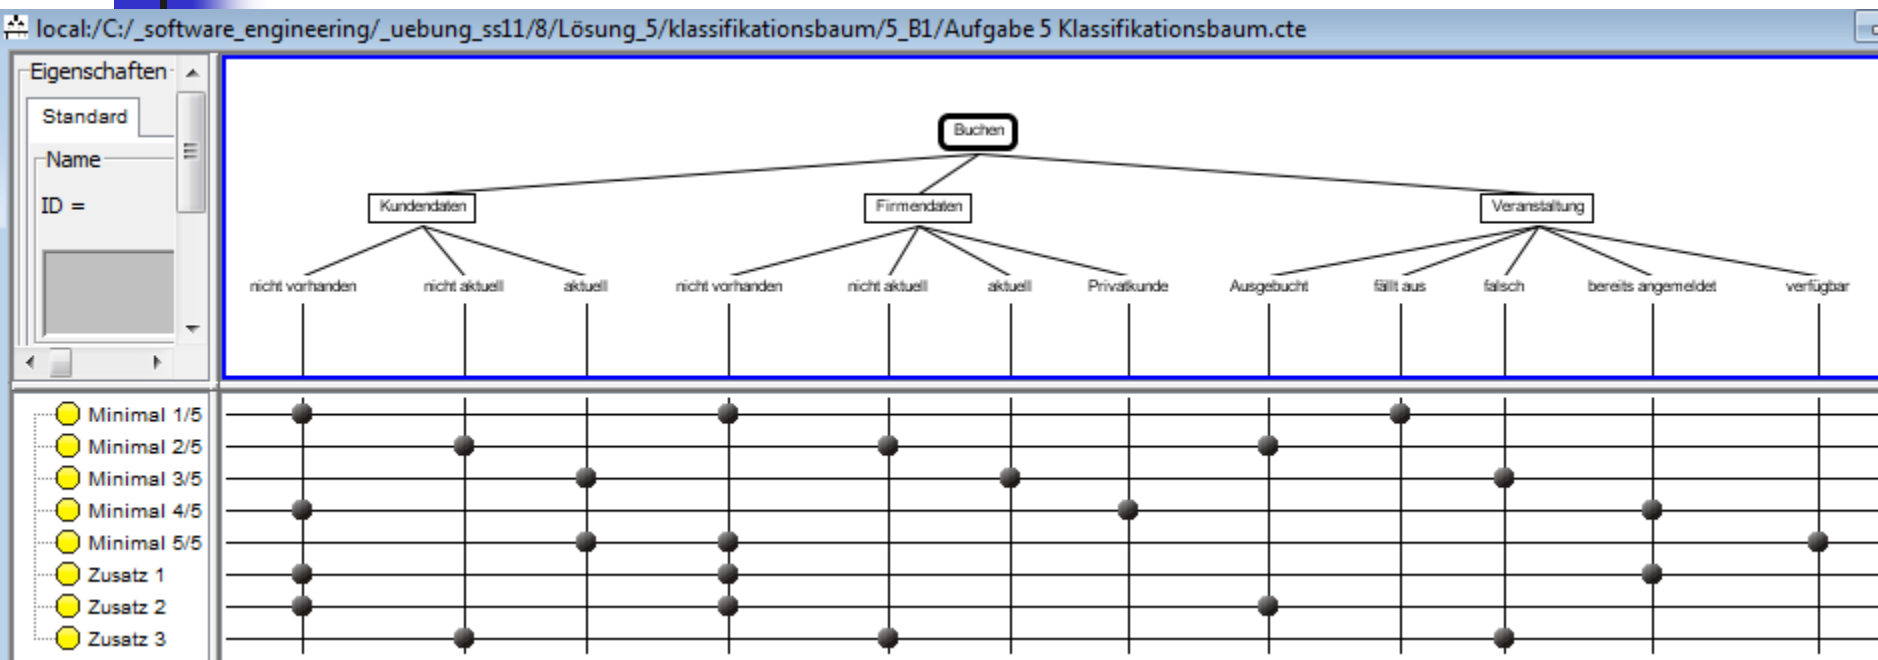 local:/C:/_software_engineering/_uebung_ss11/8/Lösung_5/klassifikationsbaum/5_B1/Aufgabe 5 Klassifikationsbaum.cte
Eigenschaften
Standard
Name
ID =
Buchen
Kundendaten Firmendaten Veranstaltung
nicht vorhanden nicht aktuell aktuell nicht vorhanden nicht aktuell aktuell Privatkunde Ausgebucht fällt aus falsch bereits angemeldet verfügbar
Minimal 1/5
Minimal 2/5
Minimal 3/5
Minimal 4/5
Minimal 5/5
Zusatz 1
Zusatz 2
Zusatz 3